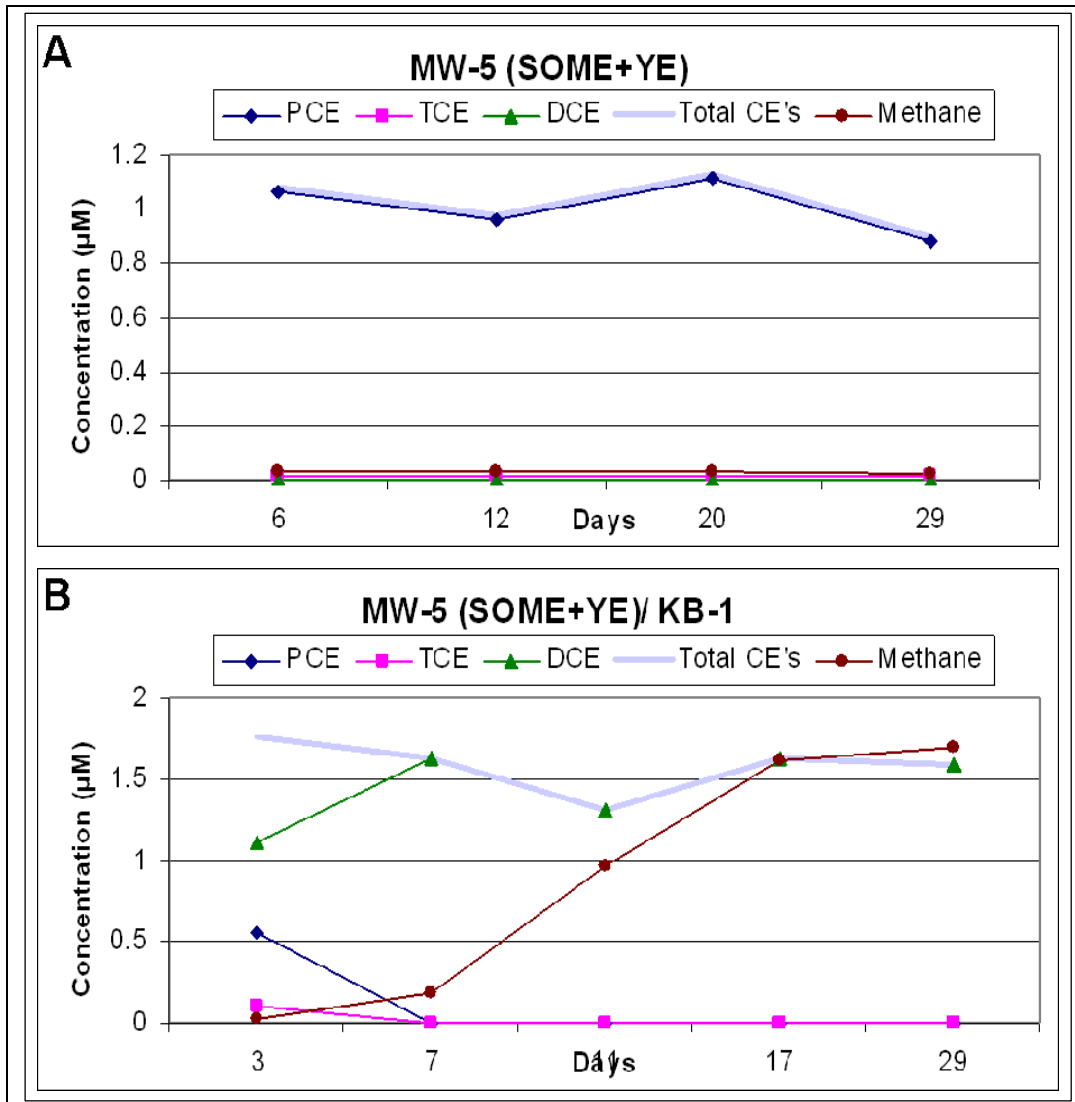 A
MW-5 (SOME+YE)
PCE TCE DCE Total CE's Methane
Concentration (µM)
1.2
1
0.8
0.6
0.4
0.2
0
6 12 20 29
Days
B
MW-5 (SOME+YE)/ KB-1
PCE TCE DCE Total CE's Methane
Concentration (µM)
2
1.5
1
0.5
0
3 7 11 17 29
Days